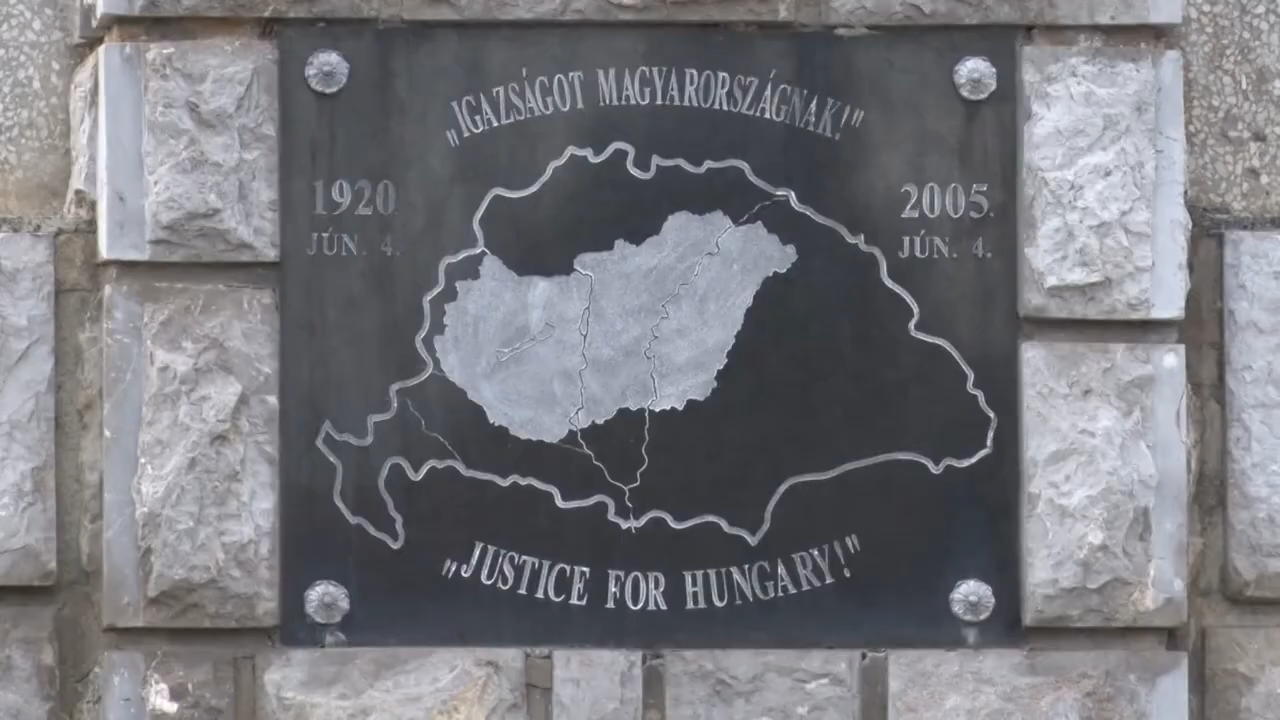 „IGAZSÁGOT MAGYARORSZÁGNAK!"
1920.
JÚN. 4.
2005.
JÚN. 4.
„JUSTICE FOR HUNGARY!"